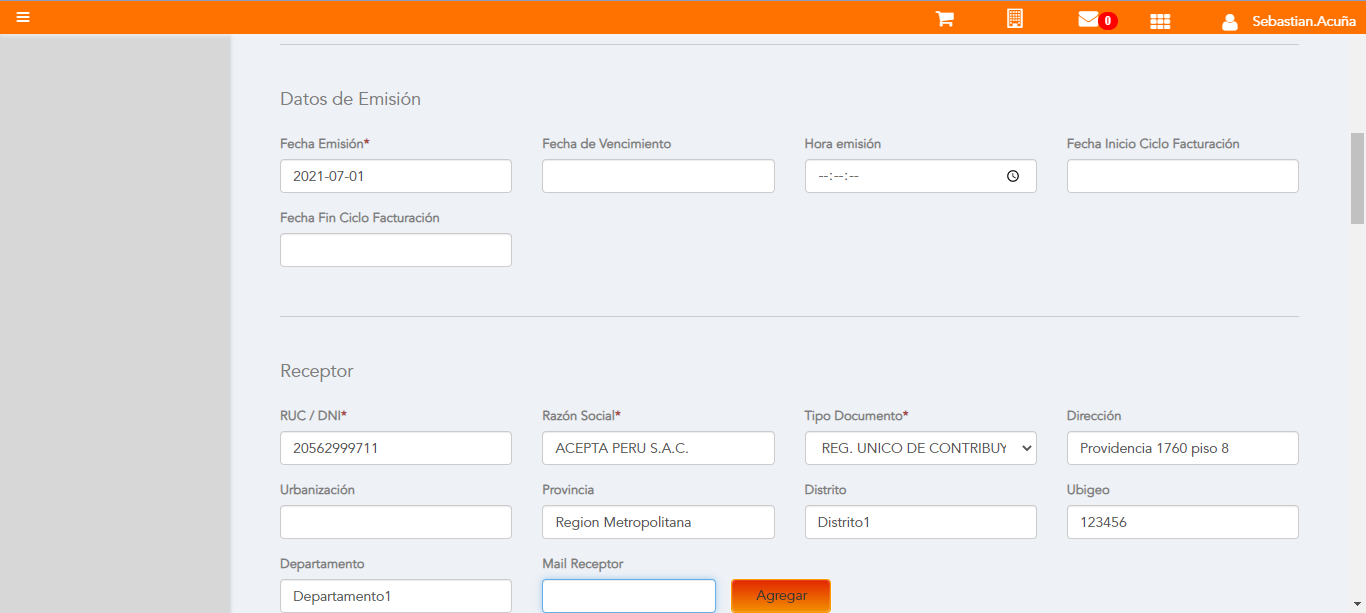 0
Sebastian.Acuña
Datos de Emisión
Fecha Emisión*
Fecha de Vencimiento
Hora emisión
Fecha Inicio Ciclo Facturación
2021-07-01
--:--:--
Fecha Fin Ciclo Facturación
Receptor
RUC / DNI*
Razón Social*
Tipo Documento*
Dirección
20562999711
ACEPTA PERU S.A.C.
REG. UNICO DE CONTRIBUY
Providencia 1760 piso 8
Urbanización
Provincia
Distrito
Ubigeo
Region Metropolitana
Distrito1
123456
Departamento
Mail Receptor
Departamento1
Agregar